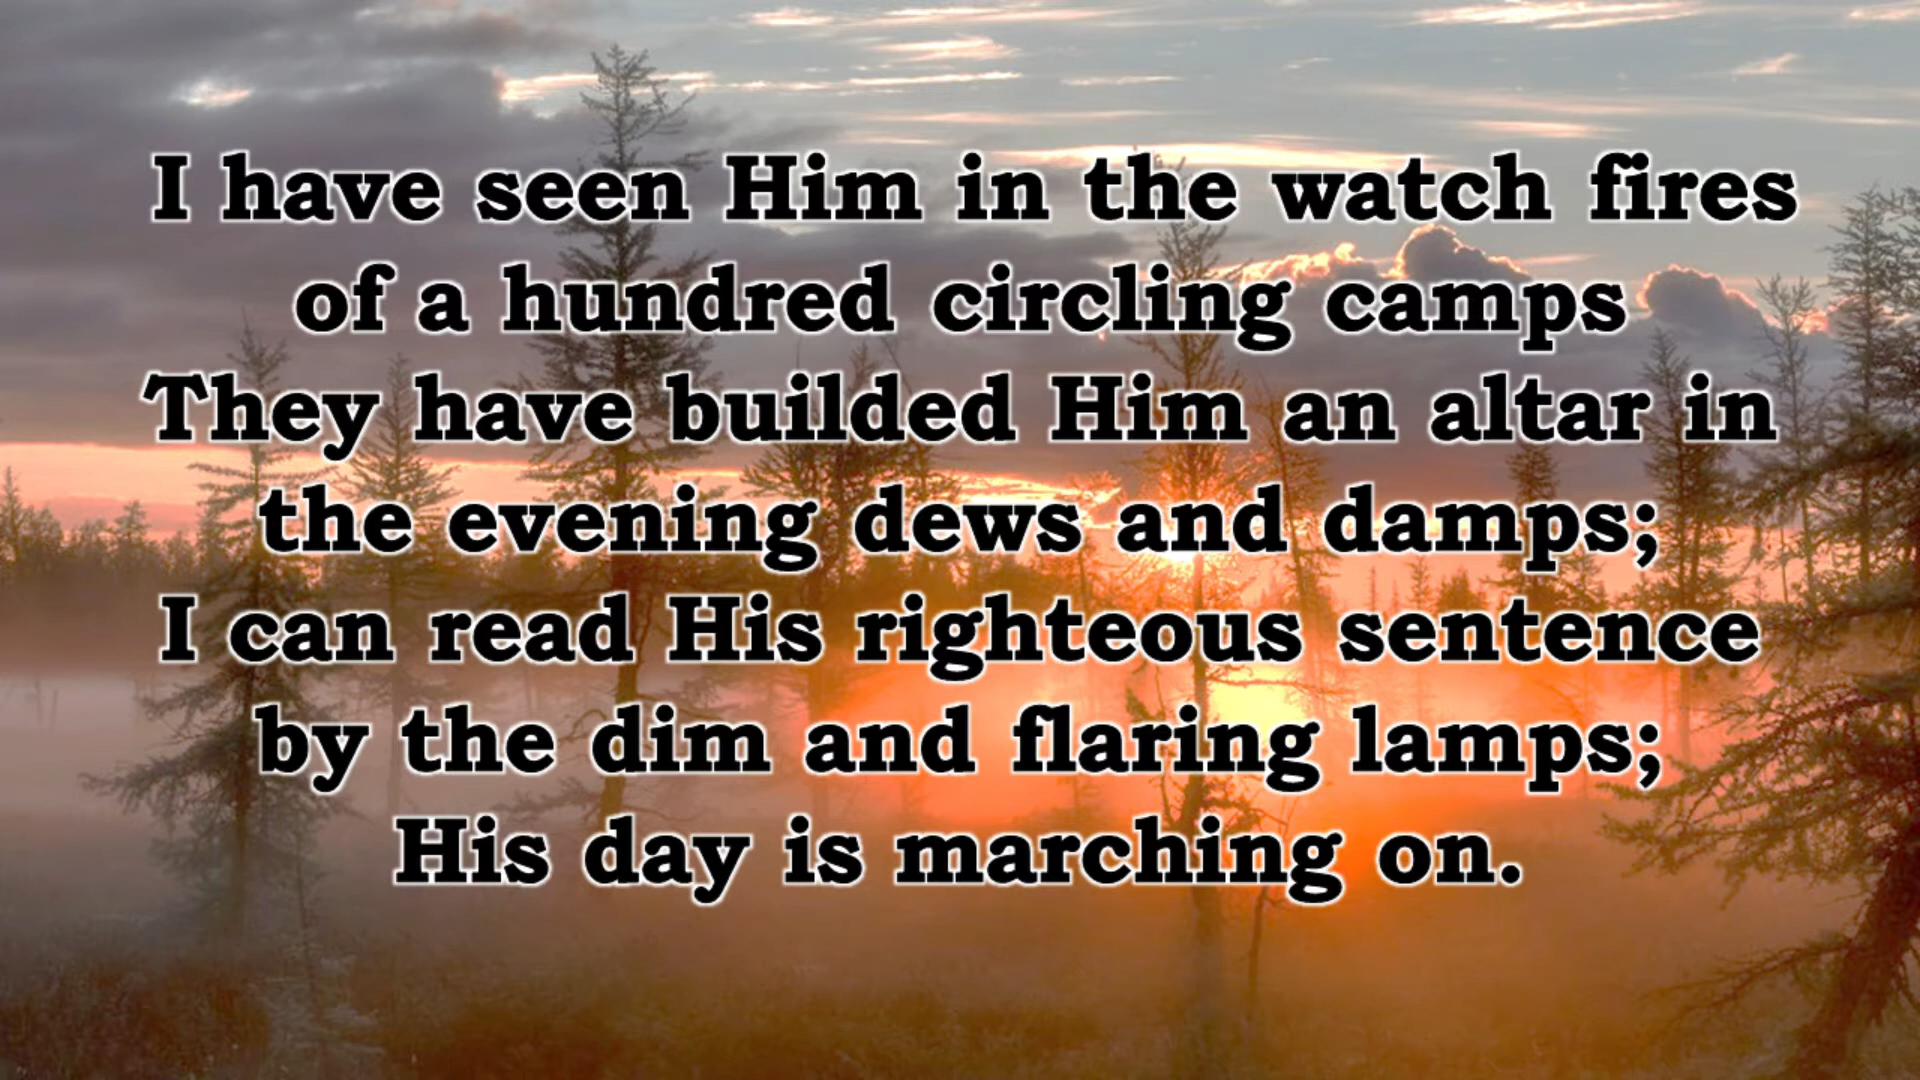 I have seen Him in the watch fires
of a hundred circling camps
They have builded Him an altar in
the evening dews and damps;
I can read His righteous sentence
by the dim and flaring lamps;
His day is marching on.